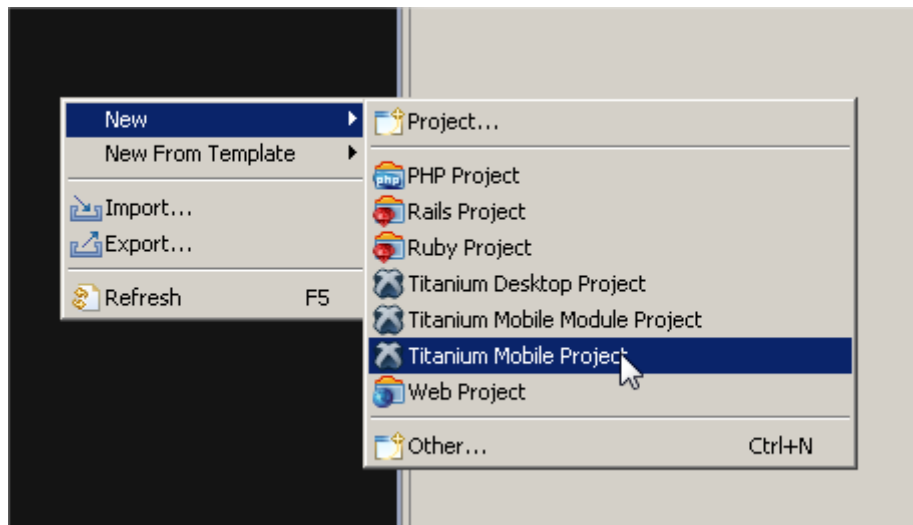 New
New From Template
Import...
Export...
Refresh F5
Project...
php PHP Project
Rails Project
Ruby Project
Titanium Desktop Project
Titanium Mobile Module Project
Titanium Mobile Project
Web Project
Other... Ctrl+N